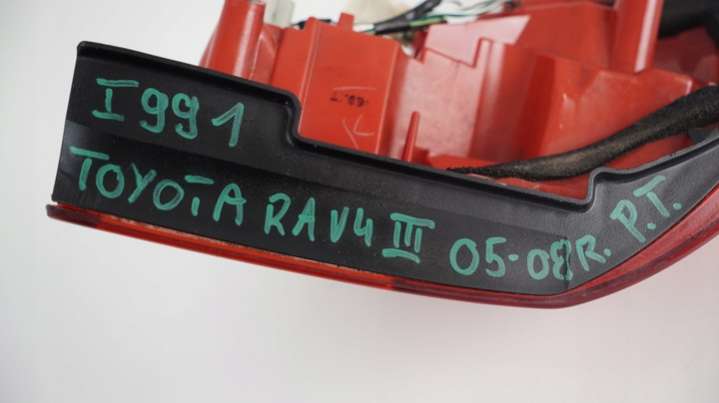 I991
TOYOTA RAV4 III 05-08R. P.T.